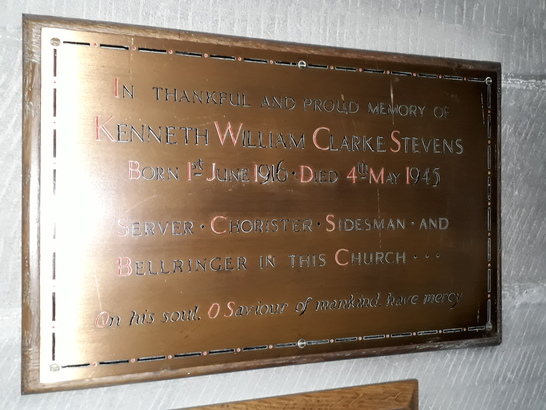 In thankful and proud memory of
Kenneth William Clarke Stevens
Born 1st June 1916 · Died 4th May 1945
Server · Chorister · Sidesman · and
Bellringer in this Church · · ·
On his soul, O Saviour of mankind have mercy